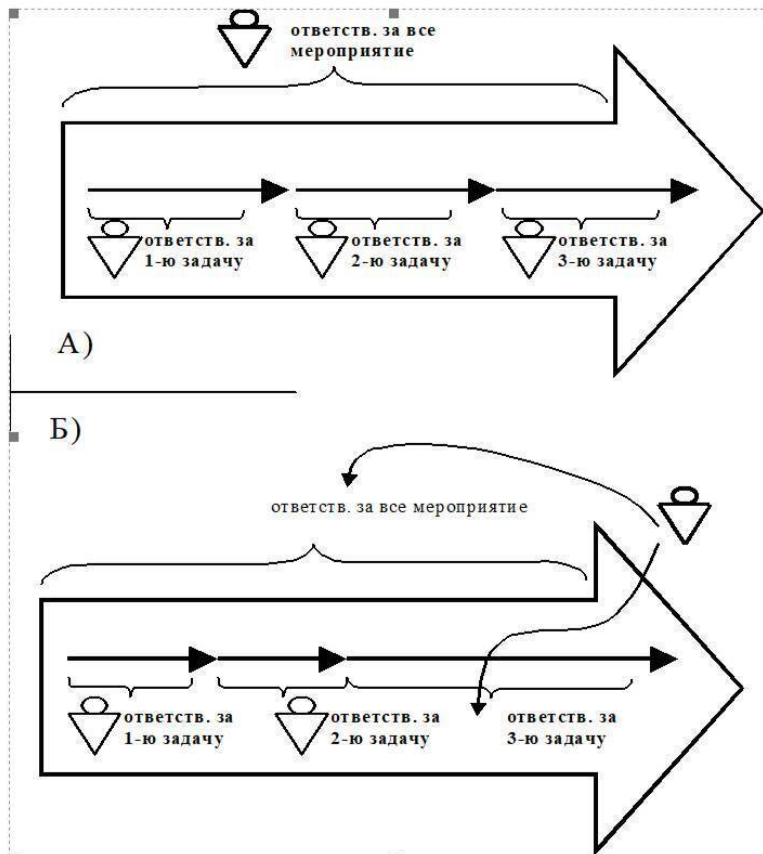 ответств. за все
мероприятие
ответств. за
1-ю задачу
ответств. за
2-ю задачу
ответств. за
3-ю задачу
А)
Б)
ответств. за все мероприятие
ответств. за
1-ю задачу
ответств. за
2-ю задачу
ответств. за
3-ю задачу